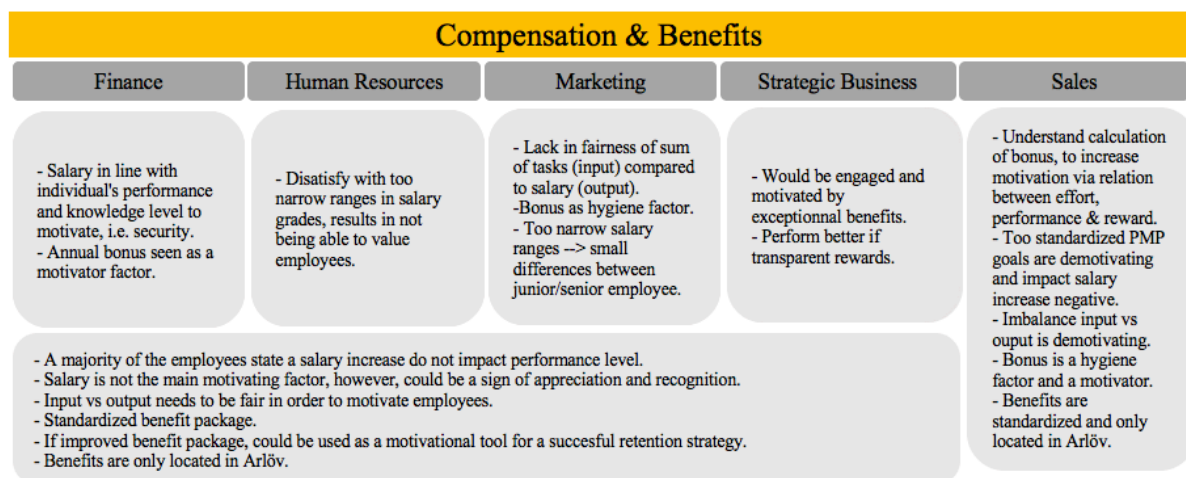 Compensation & Benefits
Finance
Human Resources
Marketing
Strategic Business
Sales
- Salary in line with
individual's performance
and knowledge level to
motivate, i.e. security.
- Annual bonus seen as a
motivator factor.
- Disatisfy with too
narrow ranges in salary
grades, results in not
being able to value
employees.
- Lack in fairness of sum
of tasks (input) compared
to salary (output).
-Bonus as hygiene factor.
- Too narrow salary
ranges --> small
differences between
junior/senior employee.
- Would be engaged and
motivated by
exceptionnal benefits.
- Perform better if
transparent rewards.
- Understand calculation
of bonus, to increase
motivation via relation
between effort,
performance & reward.
- Too standardized PMP
goals are demotivating
and impact salary
increase negative.
- Imbalance input vs
ouput is demotivating.
- Bonus is a hygiene
factor and a motivator.
- Benefits are
standardized and only
located in Arlöv.
- A majority of the employees state a salary increase do not impact performance level.
- Salary is not the main motivating factor, however, could be a sign of appreciation and recognition.
- Input vs output needs to be fair in order to motivate employees.
- Standardized benefit package.
- If improved benefit package, could be used as a motivational tool for a succesful retention strategy.
- Benefits are only located in Arlöv.